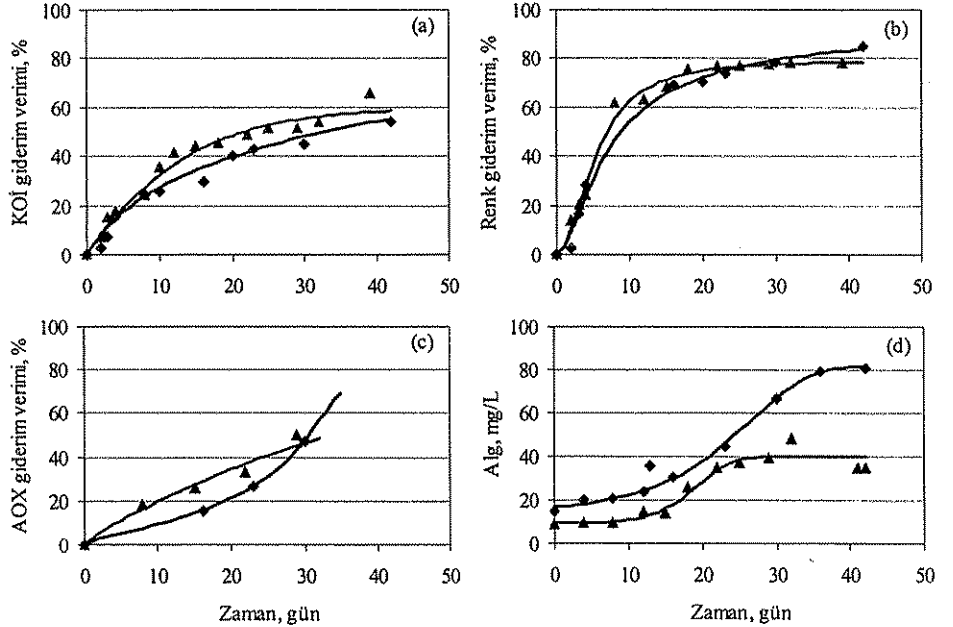 (a)
KOİ giderim verimi, %
100
80
60
40
20
0
0 10 20 30 40 50
(b)
Renk giderim verimi, %
100
80
60
40
20
0
0 10 20 30 40 50
(c)
AOX giderim verimi, %
100
80
60
40
20
0
0 10 20 30 40 50
Zaman, gün
(d)
Alg, mg/L
100
80
60
40
20
0
0 10 20 30 40 50
Zaman, gün